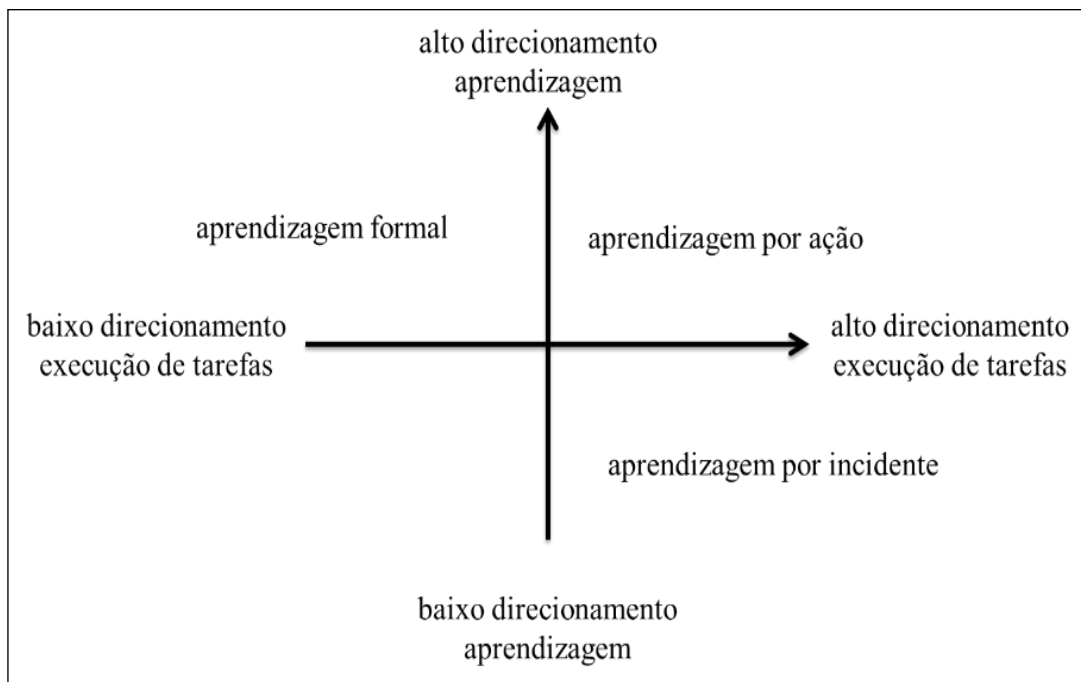 alto direcionamento
aprendizagem
aprendizagem formal
aprendizagem por ação
baixo direcionamento
execução de tarefas
alto direcionamento
execução de tarefas
aprendizagem por incidente
baixo direcionamento
aprendizagem